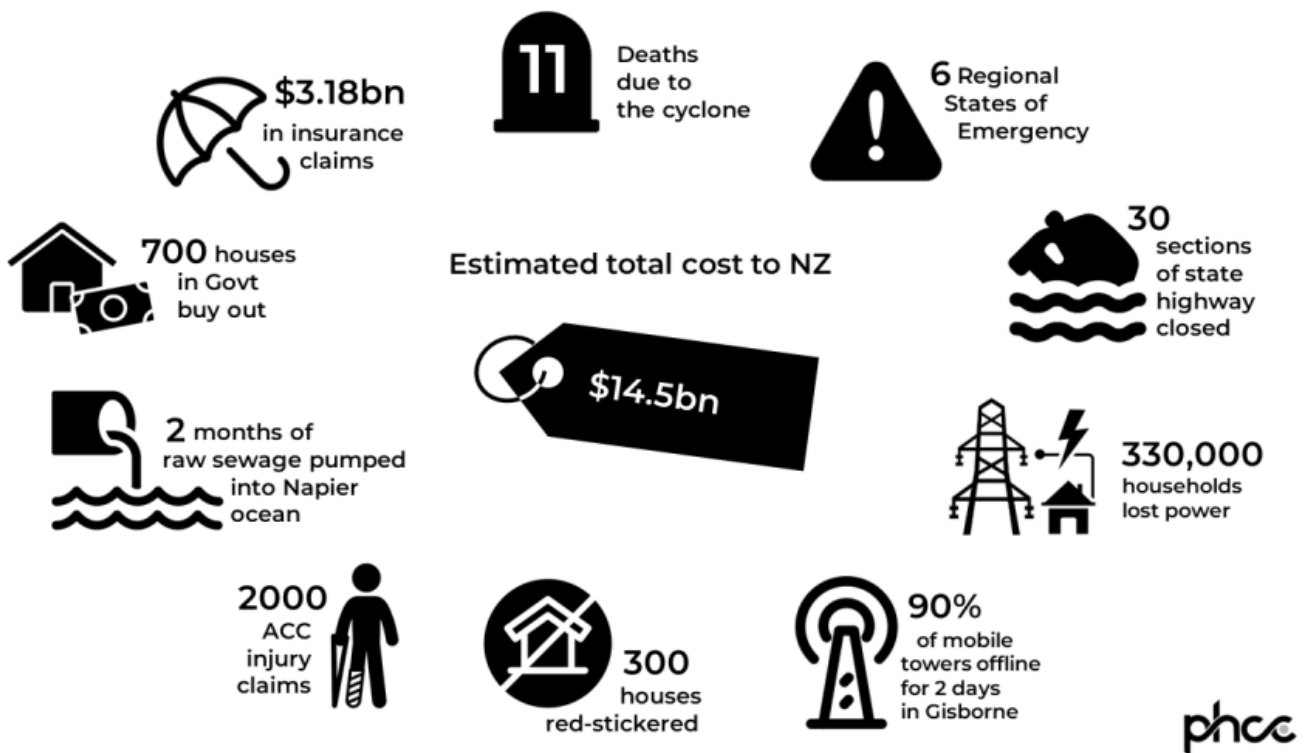 11
Deaths
due to
the cyclone
$3.18bn
in insurance
claims
6 Regional
States of
Emergency
700 houses
in Govt
buy out
Estimated total cost to NZ
$14.5bn
30
sections
of state
highway
closed
2 months of
raw sewage pumped
into Napier
ocean
330,000
households
lost power
2000
ACC
injury
claims
300
houses
red-stickered
90%
of mobile
towers offline
for 2 days
in Gisborne
phcc